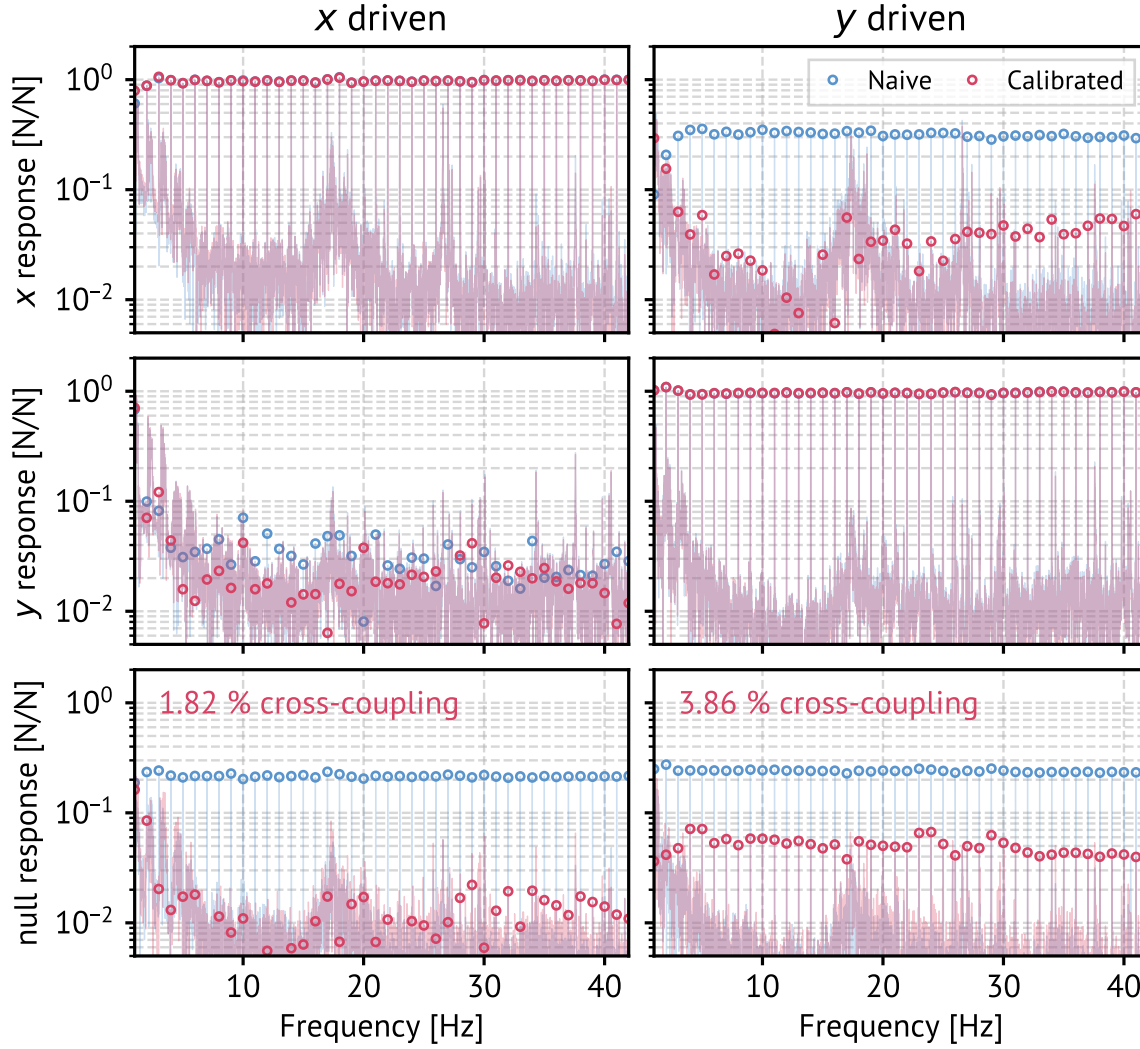 x driven
y driven
x response [N/N]
10⁰
10⁻¹
10⁻²
Naive
Calibrated
y response [N/N]
10⁰
10⁻¹
10⁻²
null response [N/N]
10⁰
10⁻¹
10⁻²
1.82 % cross-coupling
3.86 % cross-coupling
10 20 30 40
10 20 30 40
Frequency [Hz]
Frequency [Hz]